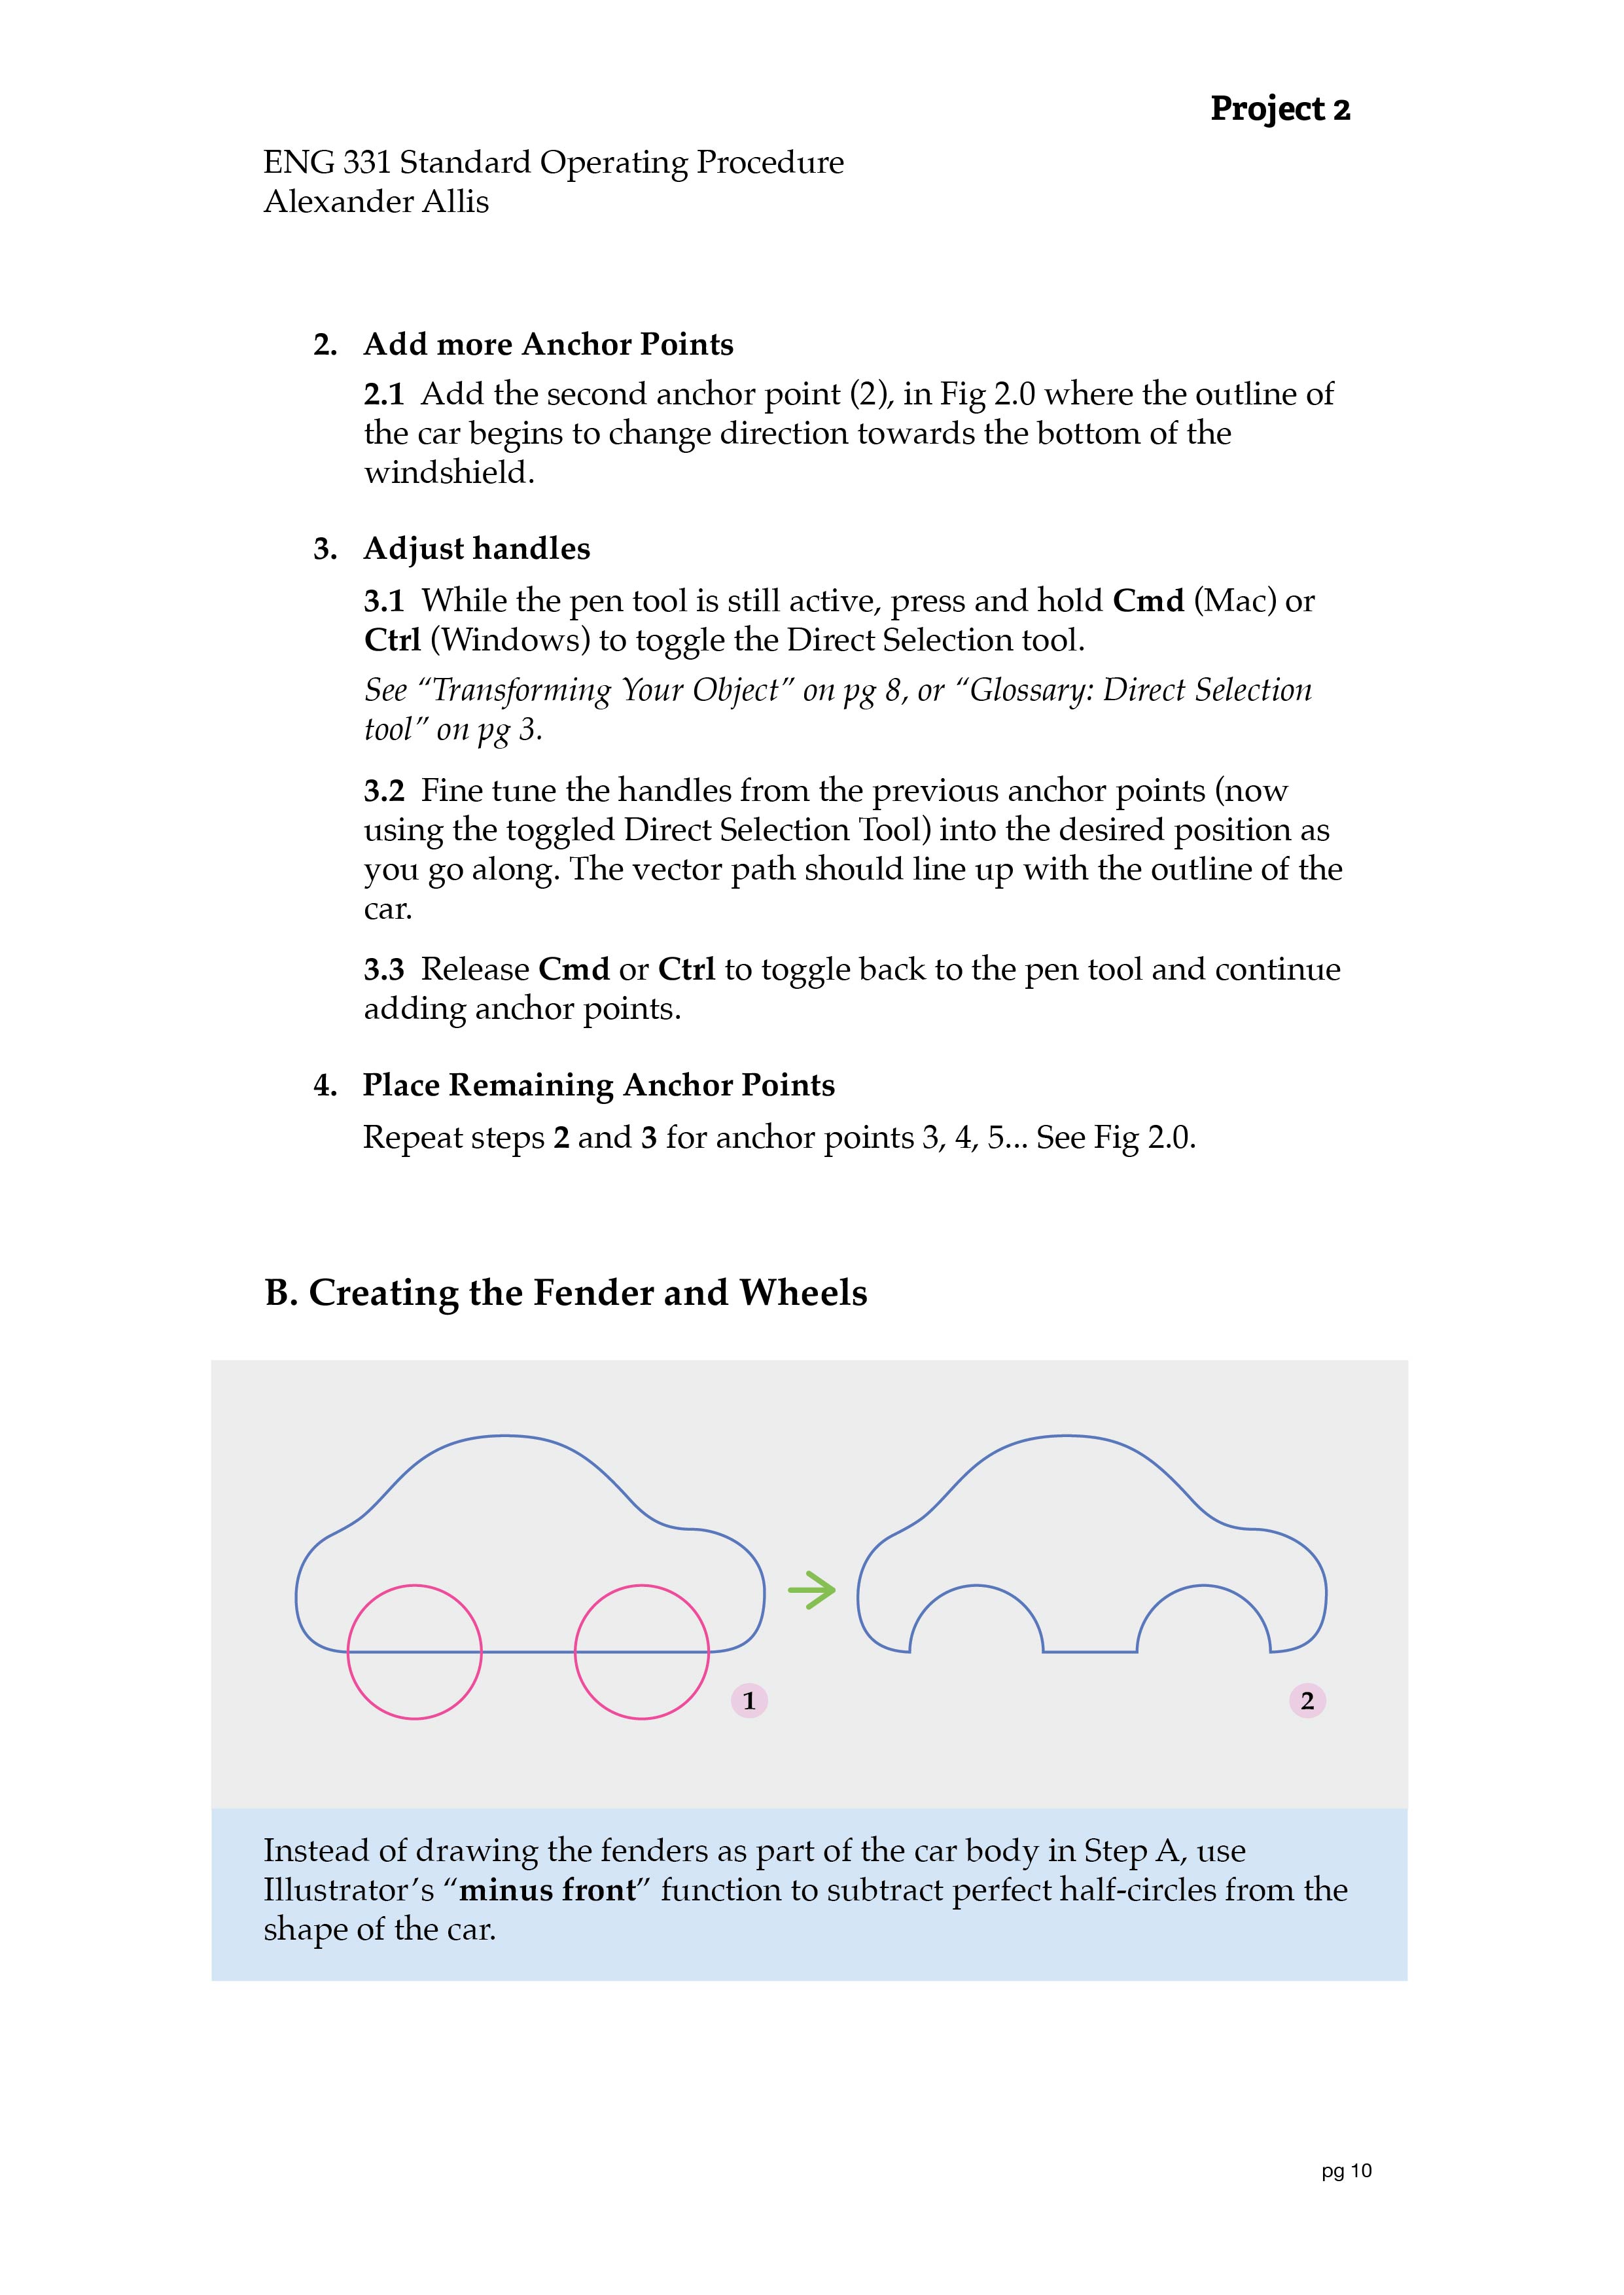 Project 2
ENG 331 Standard Operating Procedure
Alexander Allis
2. Add more Anchor Points
2.1 Add the second anchor point (2), in Fig 2.0 where the outline of
the car begins to change direction towards the bottom of the
windshield.
3. Adjust handles
3.1 While the pen tool is still active, press and hold Cmd (Mac) or
Ctrl (Windows) to toggle the Direct Selection tool.
See “Transforming Your Object” on pg 8, or “Glossary: Direct Selection
tool” on pg 3.
3.2 Fine tune the handles from the previous anchor points (now
using the toggled Direct Selection Tool) into the desired position as
you go along. The vector path should line up with the outline of the
car.
3.3 Release Cmd or Ctrl to toggle back to the pen tool and continue
adding anchor points.
4. Place Remaining Anchor Points
Repeat steps 2 and 3 for anchor points 3, 4, 5... See Fig 2.0.
B. Creating the Fender and Wheels
1
2
Instead of drawing the fenders as part of the car body in Step A, use
Illustrator’s “minus front” function to subtract perfect half-circles from the
shape of the car.
pg 10